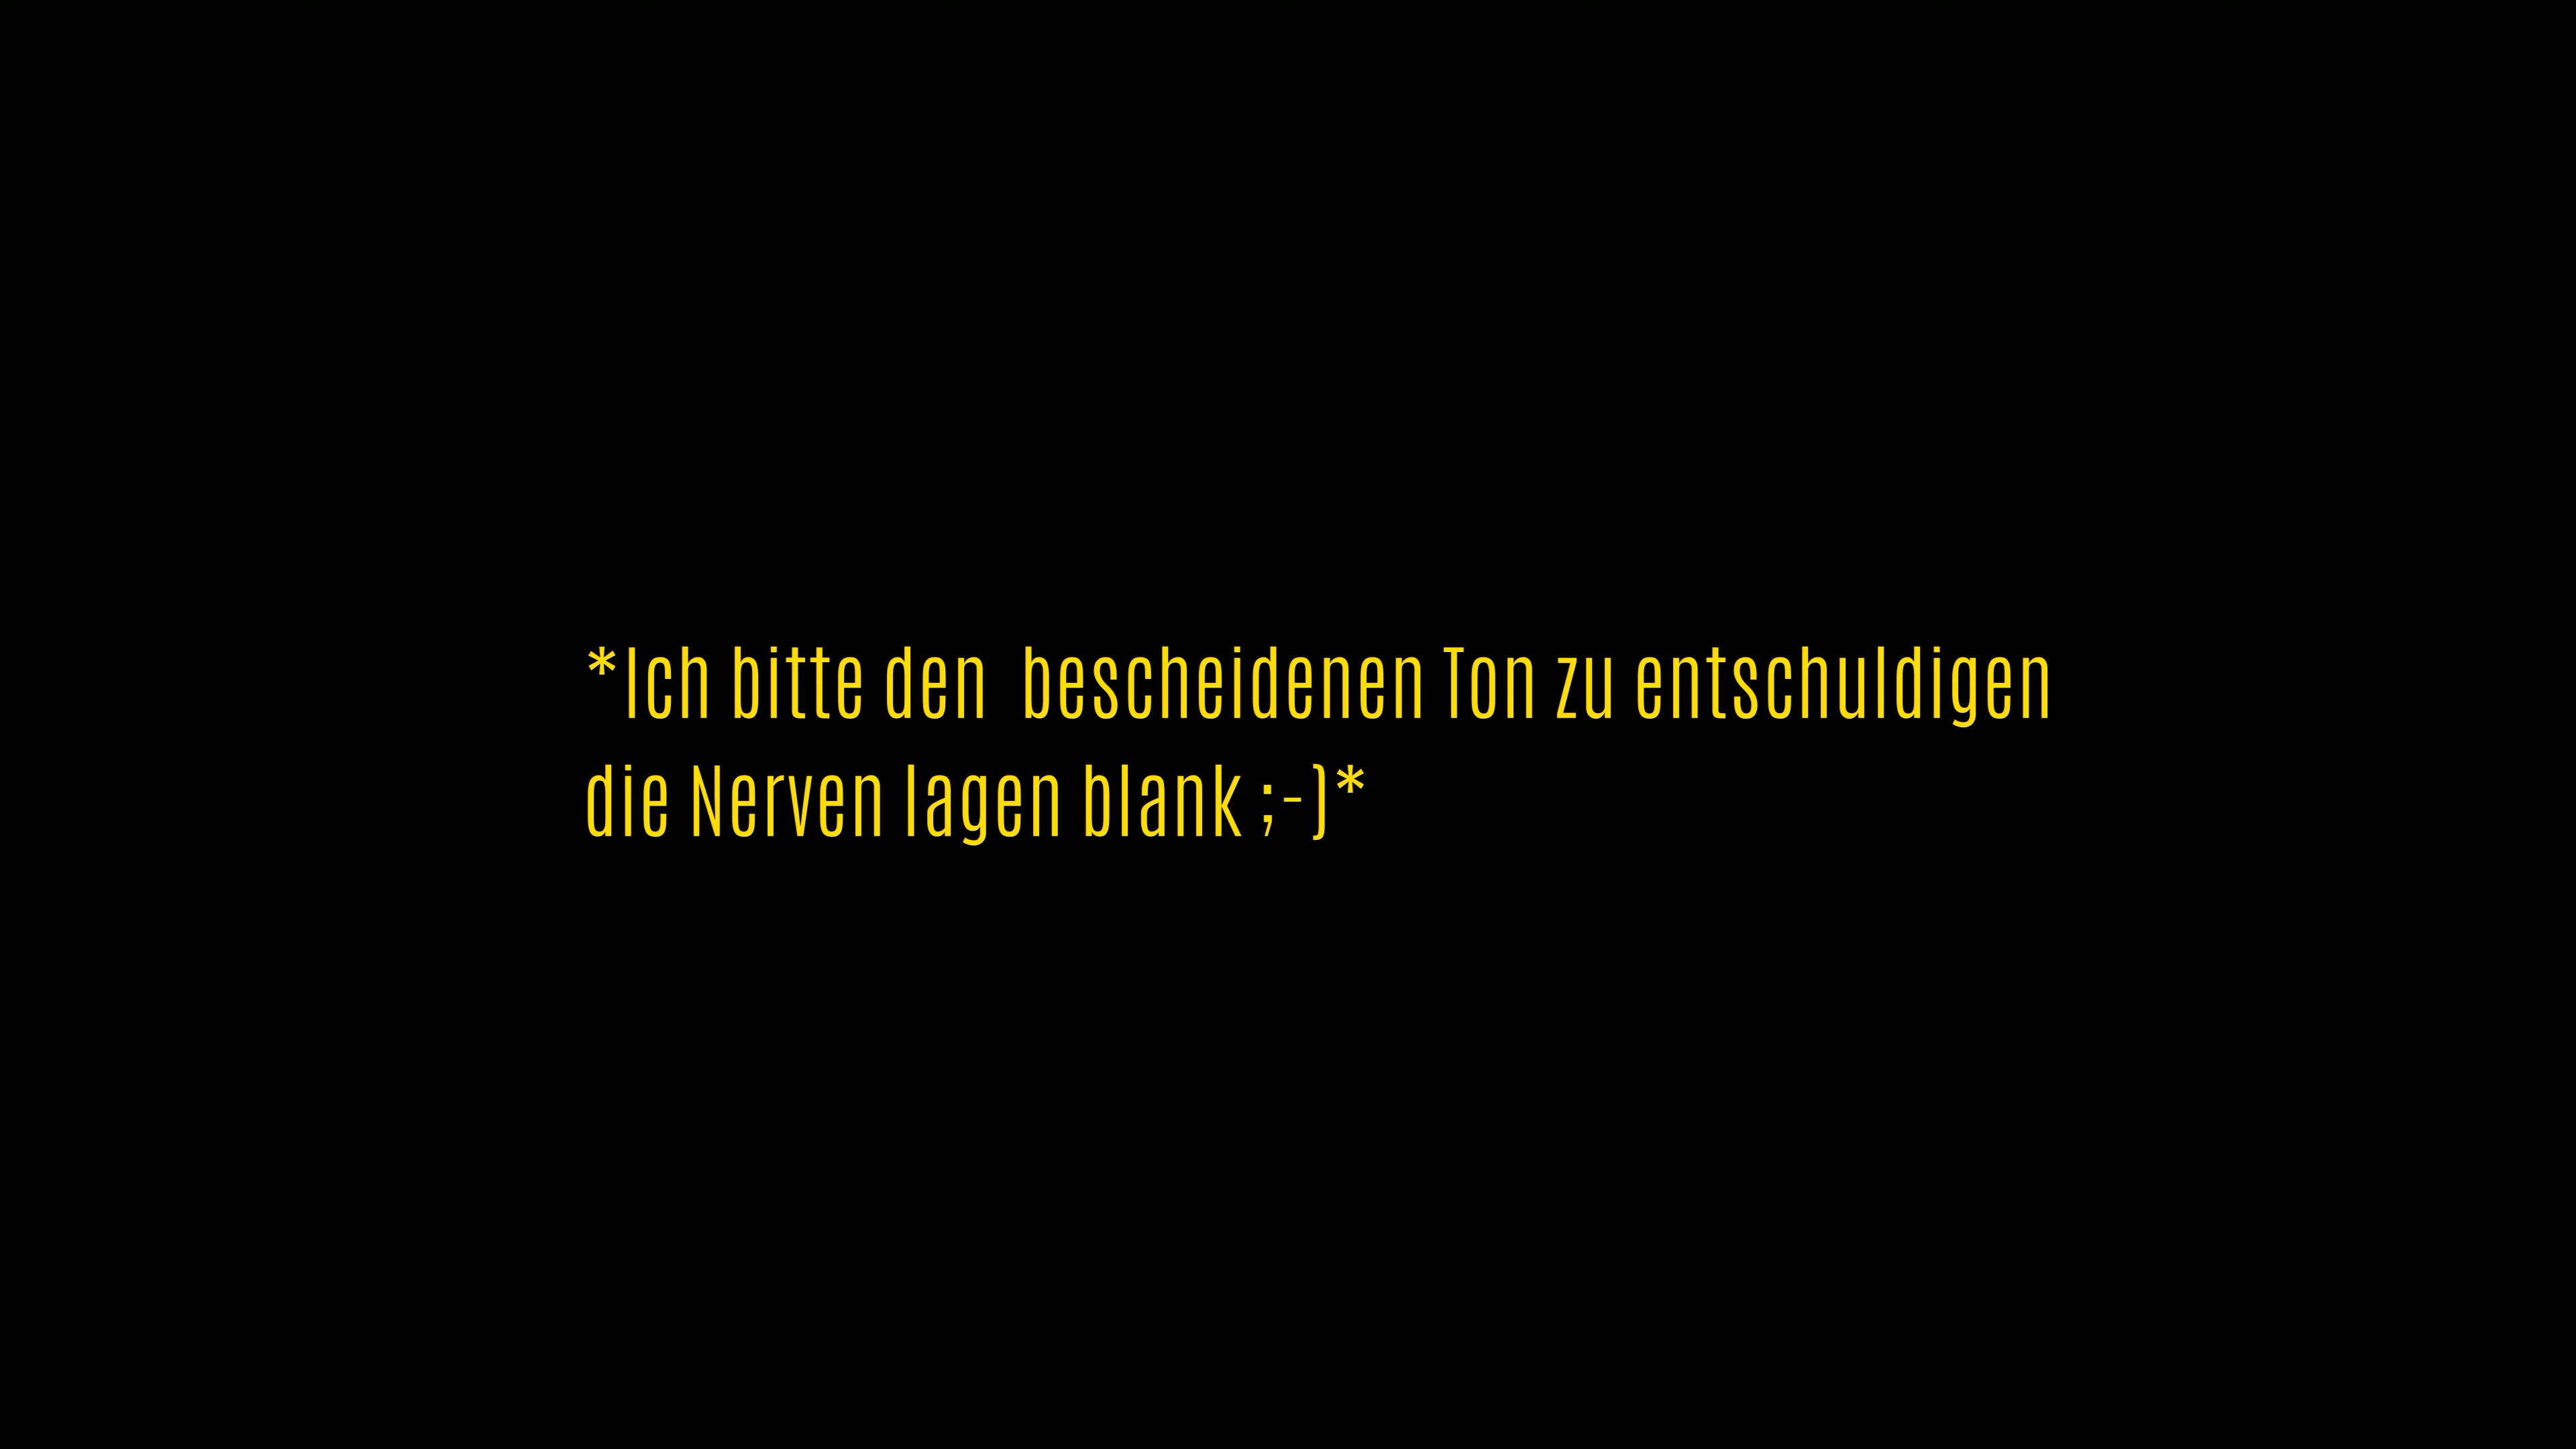 *Ich bitte den  bescheidenen Ton zu entschuldigen
die Nerven lagen blank ;-)*